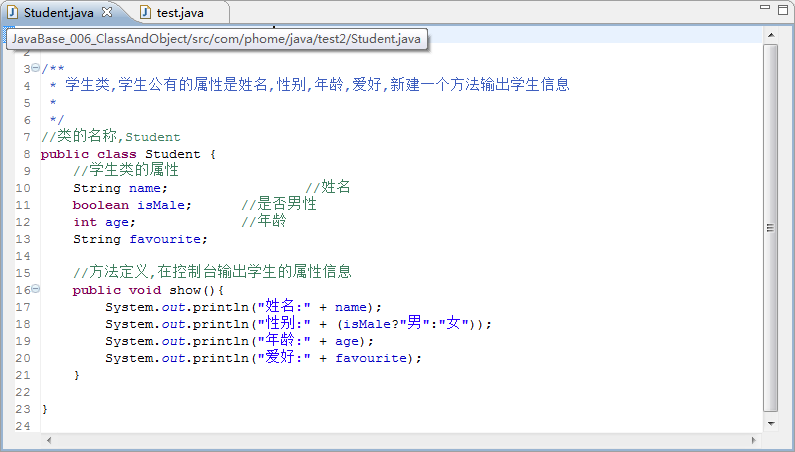 Student.java
test.java
JavaBase_006_ClassAndObject/src/com/phome/java/test2/Student.java
2
3 /**
4  * 学生类,学生公有的属性是姓名,性别,年龄,爱好,新建一个方法输出学生信息
5  *
6  */
7 //类的名称,Student
8 public class Student {
9     //学生类的属性
10     String name;                 //姓名
11     boolean isMale;      //是否男性
12     int age;             //年龄
13     String favourite;
14
15     //方法定义,在控制台输出学生的属性信息
16     public void show(){
17         System.out.println("姓名:" + name);
18         System.out.println("性别:" + (isMale?"男":"女"));
19         System.out.println("年龄:" + age);
20         System.out.println("爱好:" + favourite);
21     }
22
23 }
24